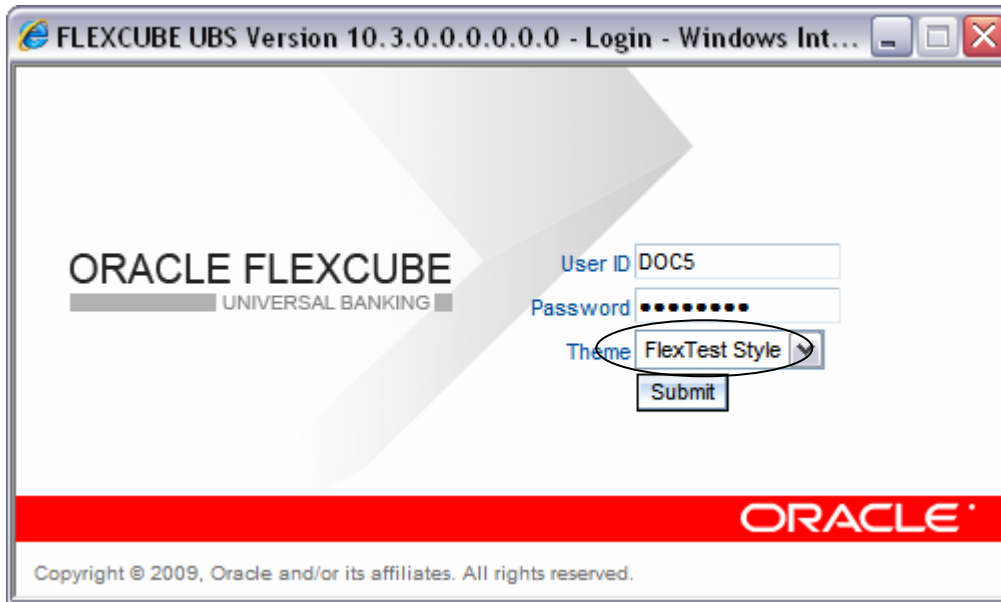 FLEXCUBE UBS Version 10.3.0.0.0.0.0.0 - Login - Windows Int...
ORACLE FLEXCUBE
UNIVERSAL BANKING
User ID DOC5
Password ●●●●●●●●
Theme FlexTest Style
Submit
ORACLE
Copyright © 2009, Oracle and/or its affiliates. All rights reserved.